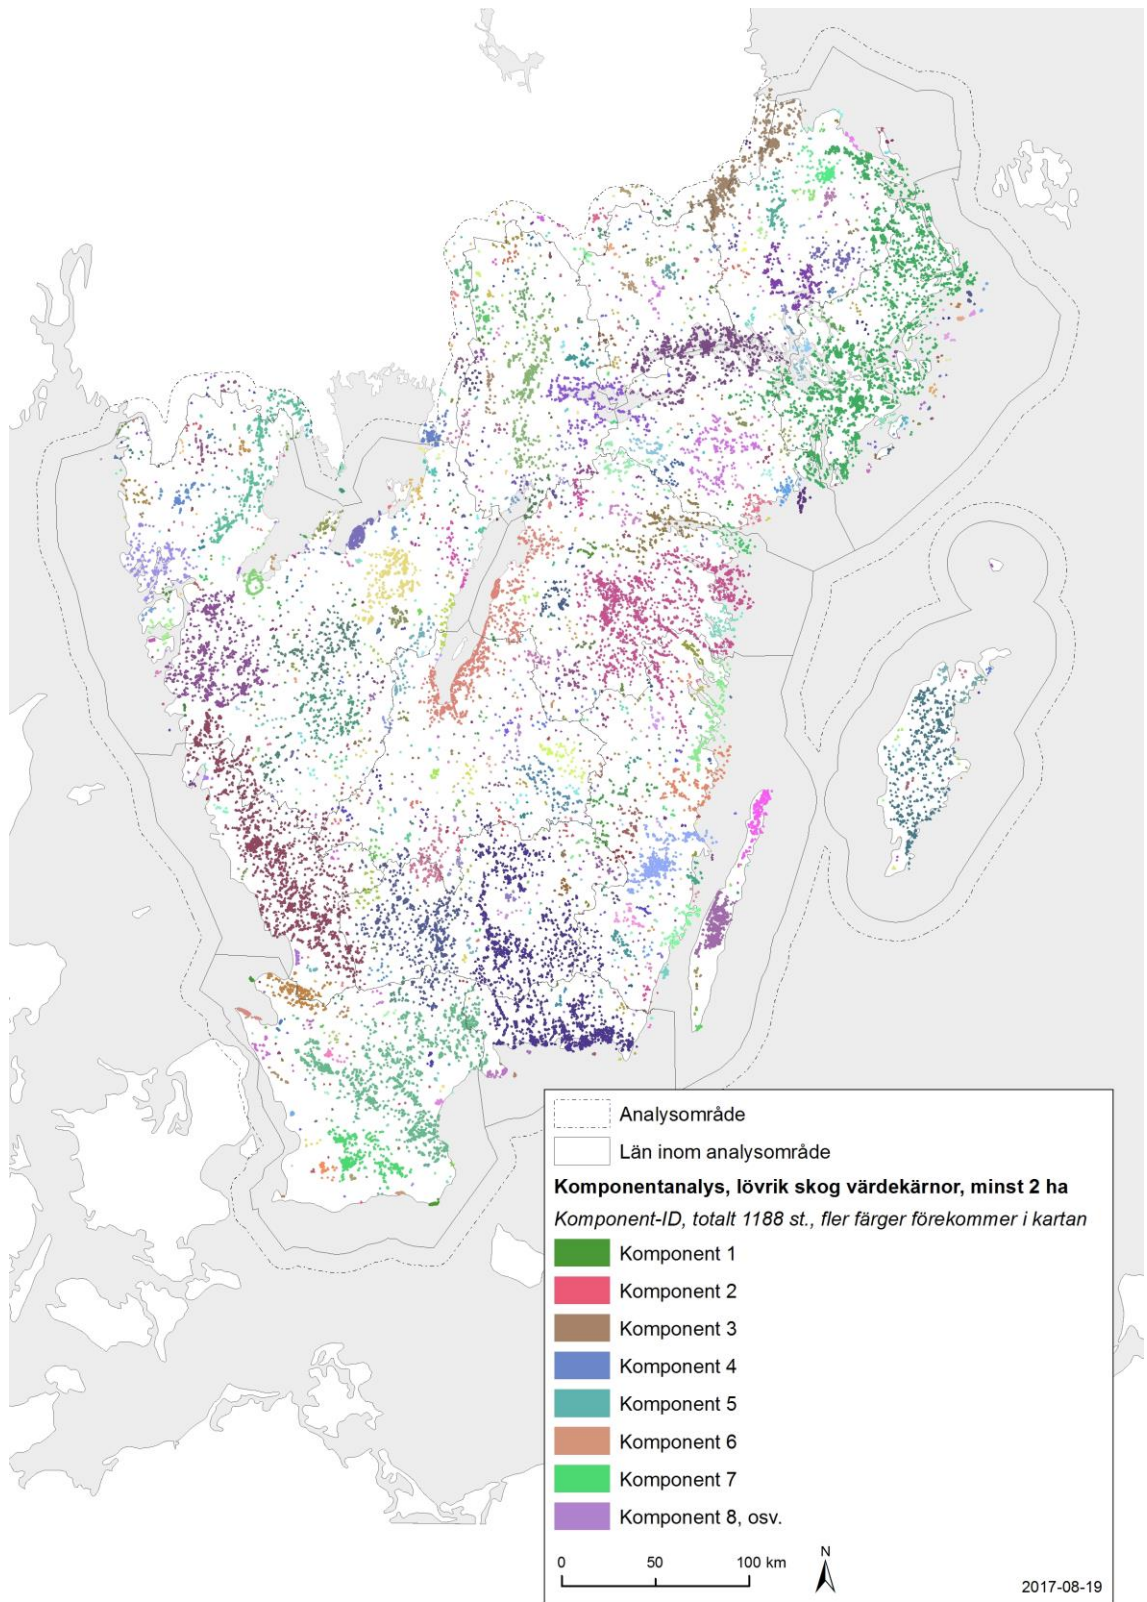 Analysområde
Län inom analysområde
Komponentanalys, lövrik skog värdekärnor, minst 2 ha
Komponent-ID, totalt 1188 st., fler färger förekommer i kartan
Komponent 1
Komponent 2
Komponent 3
Komponent 4
Komponent 5
Komponent 6
Komponent 7
Komponent 8, osv.
0 50 100 km
N
2017-08-19